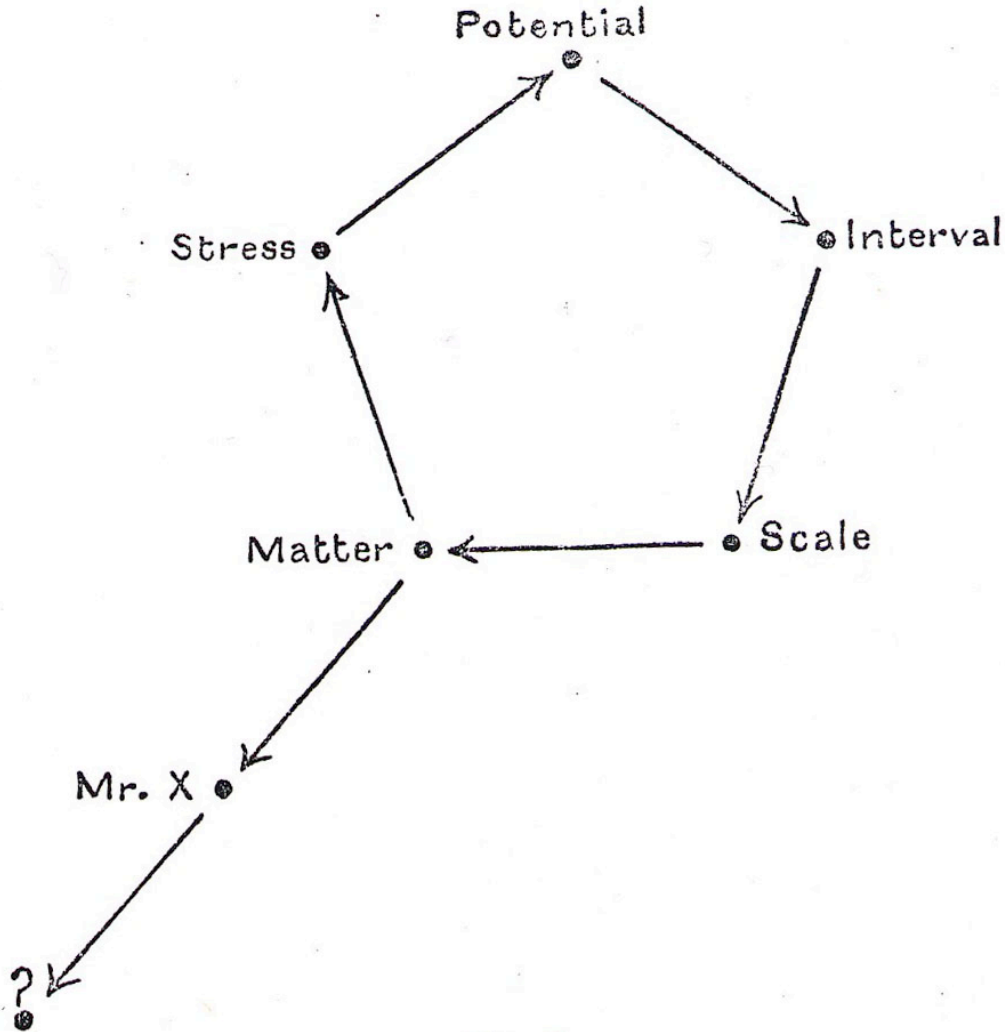 Potential
Stress
Interval
Matter
Scale
Mr. X
?